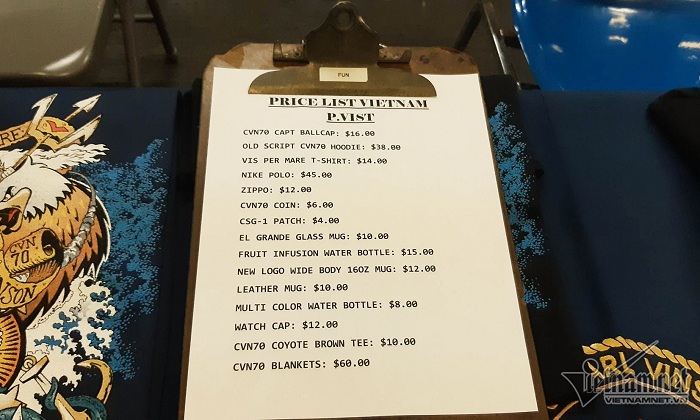 FUN
PRICE LIST VIETNAM
P.VIST
CVN70 CAPT BALLCAP: $16.00
OLD SCRIPT CVN70 HOODIE: $38.00
VIS PER MARE T-SHIRT: $14.00
NIKE POLO: $45.00
ZIPPO: $12.00
CVN70 COIN: $6.00
CSG-1 PATCH: $4.00
EL GRANDE GLASS MUG: $10.00
FRUIT INFUSION WATER BOTTLE: $15.00
NEW LOGO WIDE BODY 16OZ MUG: $12.00
LEATHER MUG: $10.00
MULTI COLOR WATER BOTTLE: $8.00
WATCH CAP: $12.00
CVN70 COYOTE BROWN TEE: $10.00
CVN70 BLANKETS: $60.00
CVN
70
NSON
vietnamnet
VIETNAMNET.VN